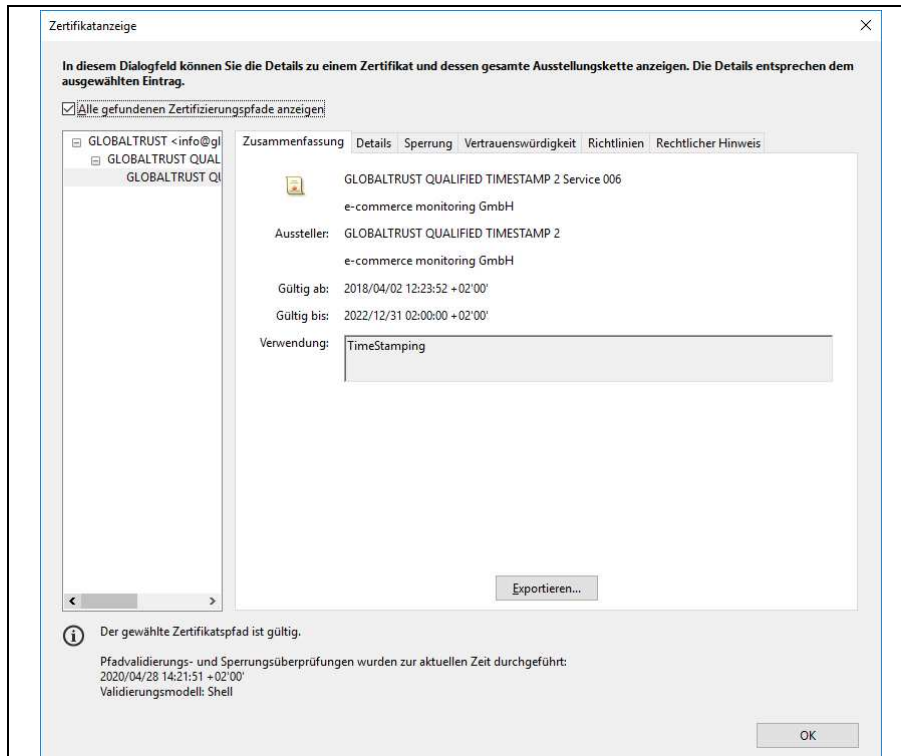 Zertifikatanzeige
In diesem Dialogfeld können Sie die Details zu einem Zertifikat und dessen gesamte Ausstellungskette anzeigen. Die Details entsprechen dem
ausgewählten Eintrag.
Alle gefundenen Zertifizierungspfade anzeigen
GLOBALTRUST <info@gl
GLOBALTRUST QUAL
GLOBALTRUST QU
Zusammenfassung Details Sperrung Vertrauenswürdigkeit Richtlinien Rechtlicher Hinweis
GLOBALTRUST QUALIFIED TIMESTAMP 2 Service 006
e-commerce monitoring GmbH
Aussteller: GLOBALTRUST QUALIFIED TIMESTAMP 2
e-commerce monitoring GmbH
Gültig ab: 2018/04/02 12:23:52 +02'00'
Gültig bis: 2022/12/31 02:00:00 +02'00'
Verwendung: TimeStamping
Exportieren...
Der gewählte Zertifikatspfad ist gültig.
Pfadvalidierungs- und Sperrungsüberprüfungen wurden zur aktuellen Zeit durchgeführt:
2020/04/28 14:21:51 +02'00'
Validierungsmodell: Shell
OK